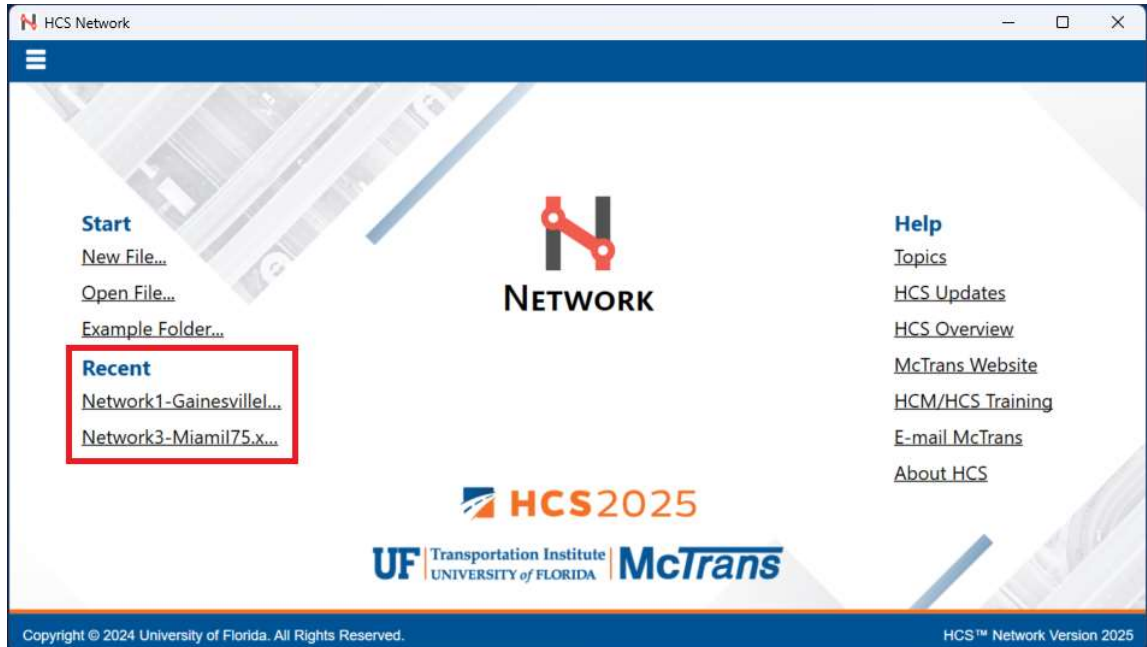 HCS Network
Start
New File...
Open File...
Example Folder...
Recent
Network1-GainesvilleI...
Network3-MiamiI75.x...
NETWORK
Help
Topics
HCS Updates
HCS Overview
McTrans Website
HCM/HCS Training
E-mail McTrans
About HCS
HCS2025
UF Transportation Institute McTrans
UNIVERSITY of FLORIDA
Copyright © 2024 University of Florida. All Rights Reserved.
HCS™ Network Version 2025